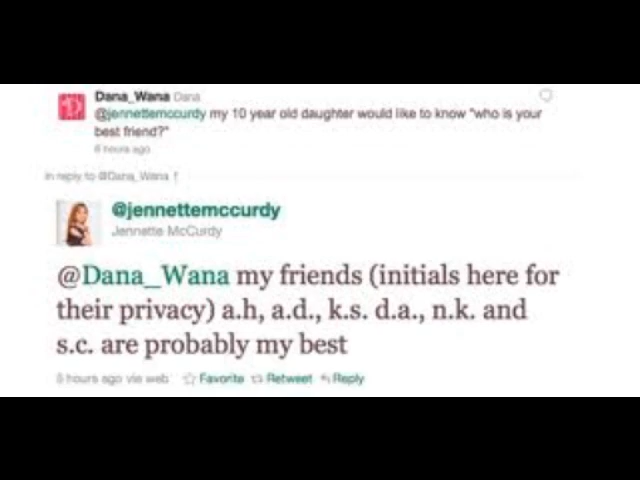 Dana_Wana Dana
@jennettemccurdy my 10 year old daughter would like to know "who is your
best friend?"
6 hours ago
in reply to @Dana_Wana ↑
@jennettemccurdy
Jennette McCurdy
@Dana_Wana my friends (initials here for
their privacy) a.h, a.d., k.s. d.a., n.k. and
s.c. are probably my best
hours ago via web Favorite Retweet Reply